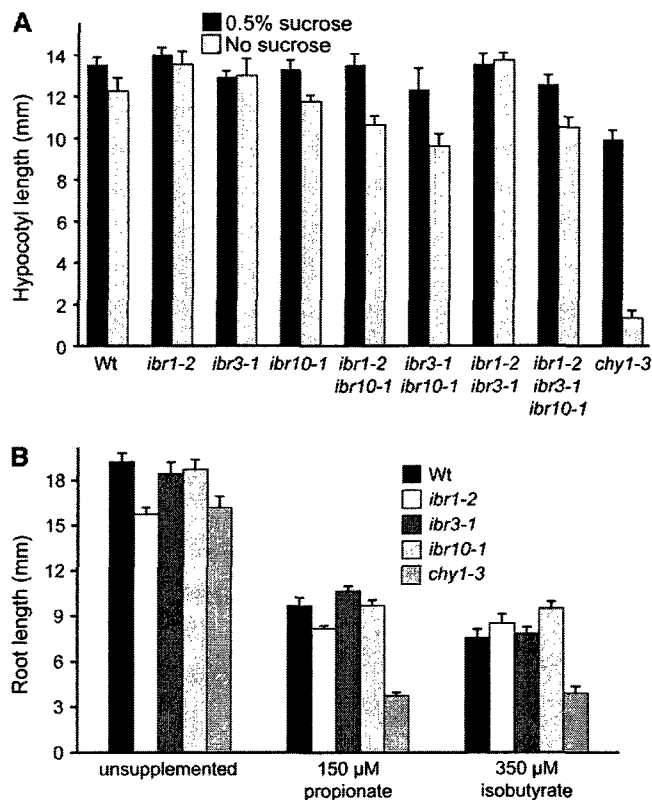 A
0.5% sucrose
No sucrose
Hypocotyl length (mm)
14
12
10
8
6
4
2
0
Wt
ibr1-2
ibr3-1
ibr10-1
ibr1-2
ibr10-1
ibr3-1
ibr10-1
ibr1-2
ibr3-1
ibr1-2
ibr3-1
ibr10-1
chy1-3
B
Wt
ibr1-2
ibr3-1
ibr10-1
chy1-3
Root length (mm)
18
15
12
9
6
3
0
unsupplemented
150 µM
propionate
350 µM
isobutyrate